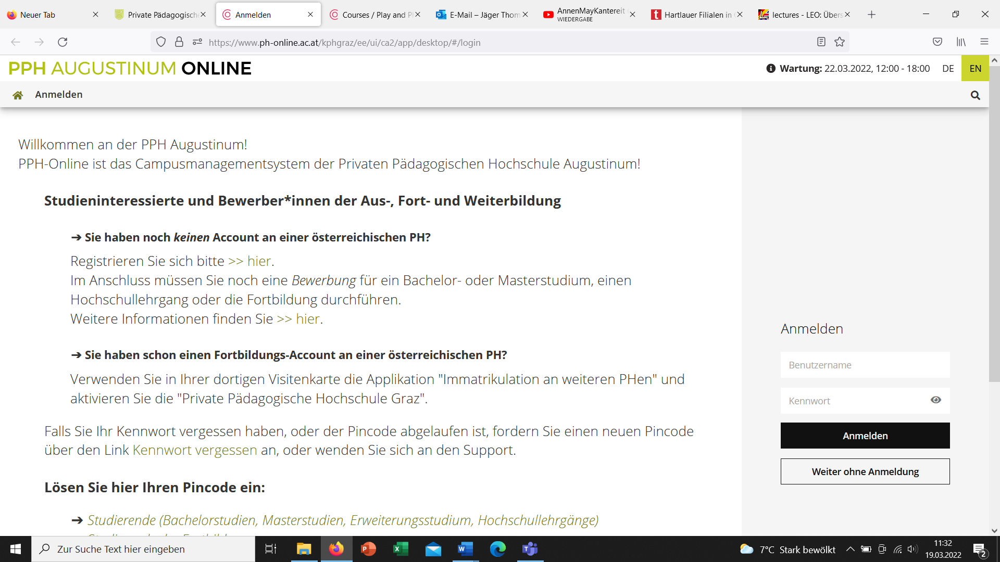 Neuer Tab
Private Pädagogische
Anmelden
Courses / Play and
E-Mail – Jäger Thom
AnnenMayKantereit
WIEDERGABE
Hartlauer Filialen in
lectures - LEO: Übers
https://www.ph-online.ac.at/kphgraz/ee/ui/ca2/app/desktop/#/login
PPH AUGUSTINUM ONLINE
Wartung: 22.03.2022, 12:00 - 18:00
DE
EN
Anmelden
Willkommen an der PPH Augustinum!
PPH-Online ist das Campusmanagementsystem der Privaten Pädagogischen Hochschule Augustinum!
Studieninteressierte und Bewerber*innen der Aus-, Fort- und Weiterbildung
➔ Sie haben noch keinen Account an einer österreichischen PH?
Registrieren Sie sich bitte >> hier.
Im Anschluss müssen Sie noch eine Bewerbung für ein Bachelor- oder Masterstudium, einen
Hochschullehrgang oder die Fortbildung durchführen.
Weitere Informationen finden Sie >> hier.
➔ Sie haben schon einen Fortbildungs-Account an einer österreichischen PH?
Verwenden Sie in Ihrer dortigen Visitenkarte die Applikation "Immatrikulation an weiteren PHen" und
aktivieren Sie die "Private Pädagogische Hochschule Graz".
Falls Sie Ihr Kennwort vergessen haben, oder der Pincode abgelaufen ist, fordern Sie einen neuen Pincode
über den Link Kennwort vergessen an, oder wenden Sie sich an den Support.
Lösen Sie hier Ihren Pincode ein:
➔ Studierende (Bachelorstudien, Masterstudien, Erweiterungsstudium, Hochschullehrgänge)
Anmelden
Benutzername
Kennwort
Anmelden
Weiter ohne Anmeldung
Zur Suche Text hier eingeben
7°C Stark bewölkt
11:32
19.03.2022
2